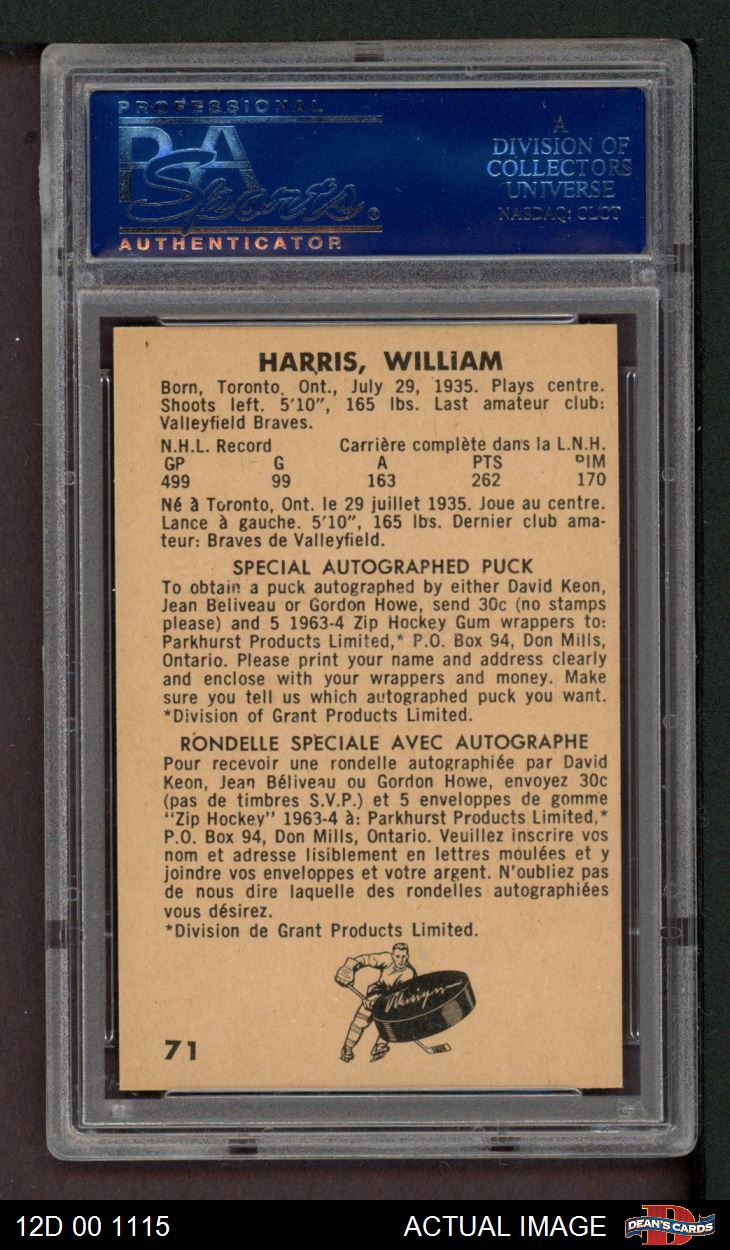 PROFESSIONAL
PSA
Sports
AUTHENTICATOR
A
DIVISION OF
COLLECTORS
UNIVERSE
NASDAQ: CLCT
HARRIS, WILLiAM
Born, Toronto, Ont., July 29, 1935. Plays centre.
Shoots left. 5'10", 165 lbs. Last amateur club:
Valleyfield Braves.
N.H.L. Record Carrière complète dans la L.N.H.
GP G A PTS PIM
499 99 163 262 170
Né à Toronto, Ont. le 29 juillet 1935. Joue au centre.
Lance à gauche. 5'10", 165 lbs. Dernier club ama-
teur: Braves de Valleyfield.
SPECIAL AUTOGRAPHED PUCK
To obtain a puck autographed by either David Keon,
Jean Beliveau or Gordon Howe, send 30c (no stamps
please) and 5 1963-4 Zip Hockey Gum wrappers to:
Parkhurst Products Limited,* P.O. Box 94, Don Mills,
Ontario. Please print your name and address clearly
and enclose with your wrappers and money. Make
sure you tell us which autographed puck you want.
*Division of Grant Products Limited.
RONDELLE SPECIALE AVEC AUTOGRAPHE
Pour recevoir une rondelle autographiée par David
Keon, Jean Béliveau ou Gordon Howe, envoyez 30c
(pas de timbres S.V.P.) et 5 enveloppes de gomme
"Zip Hockey" 1963-4 à: Parkhurst Products Limited,*
P.O. Box 94, Don Mills, Ontario. Veuillez inscrire vos
nom et adresse lisiblement en lettres moulées et y
joindre vos enveloppes et votre argent. N'oubliez pas
de nous dire laquelle des rondelles autographiées
vous désirez.
*Division de Grant Products Limited.
71
12D 00 1115 ACTUAL IMAGE DEAN'S CARDS